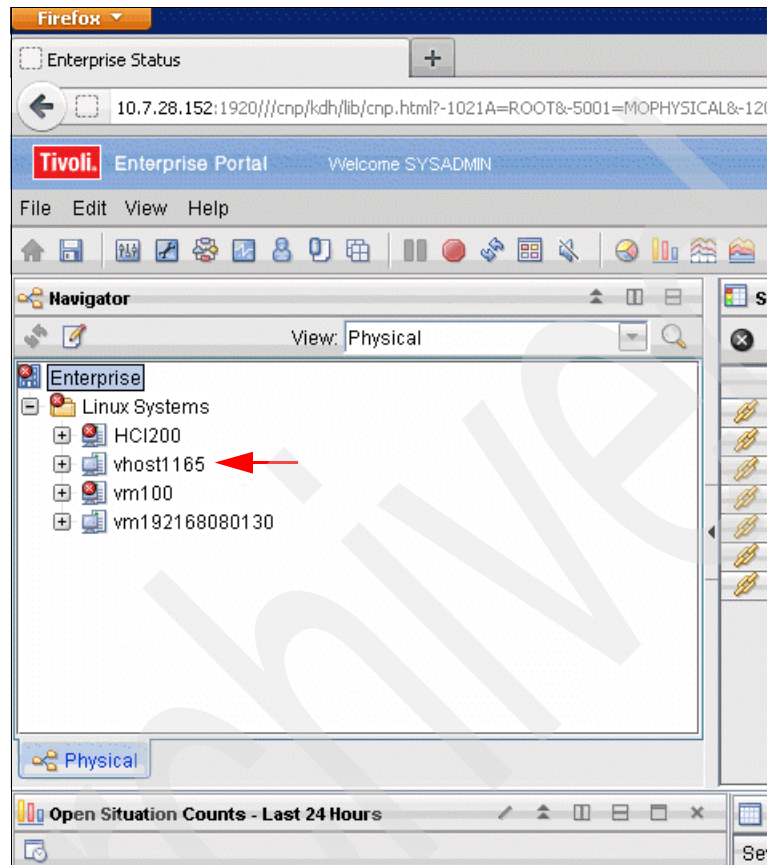 Firefox
Enterprise Status
10.7.28.152:1920///cnp/kdh/lib/cnp.html?-1021A=ROOT&-5001=MOPHYSICAL&-120
Tivoli. Enterprise Portal Welcome SYSADMIN
File Edit View Help
Navigator
S
View: Physical
Enterprise
Linux Systems
HCI200
vhost1165
vm100
vm192168080130
Physical
Open Situation Counts - Last 24 Hours
Se